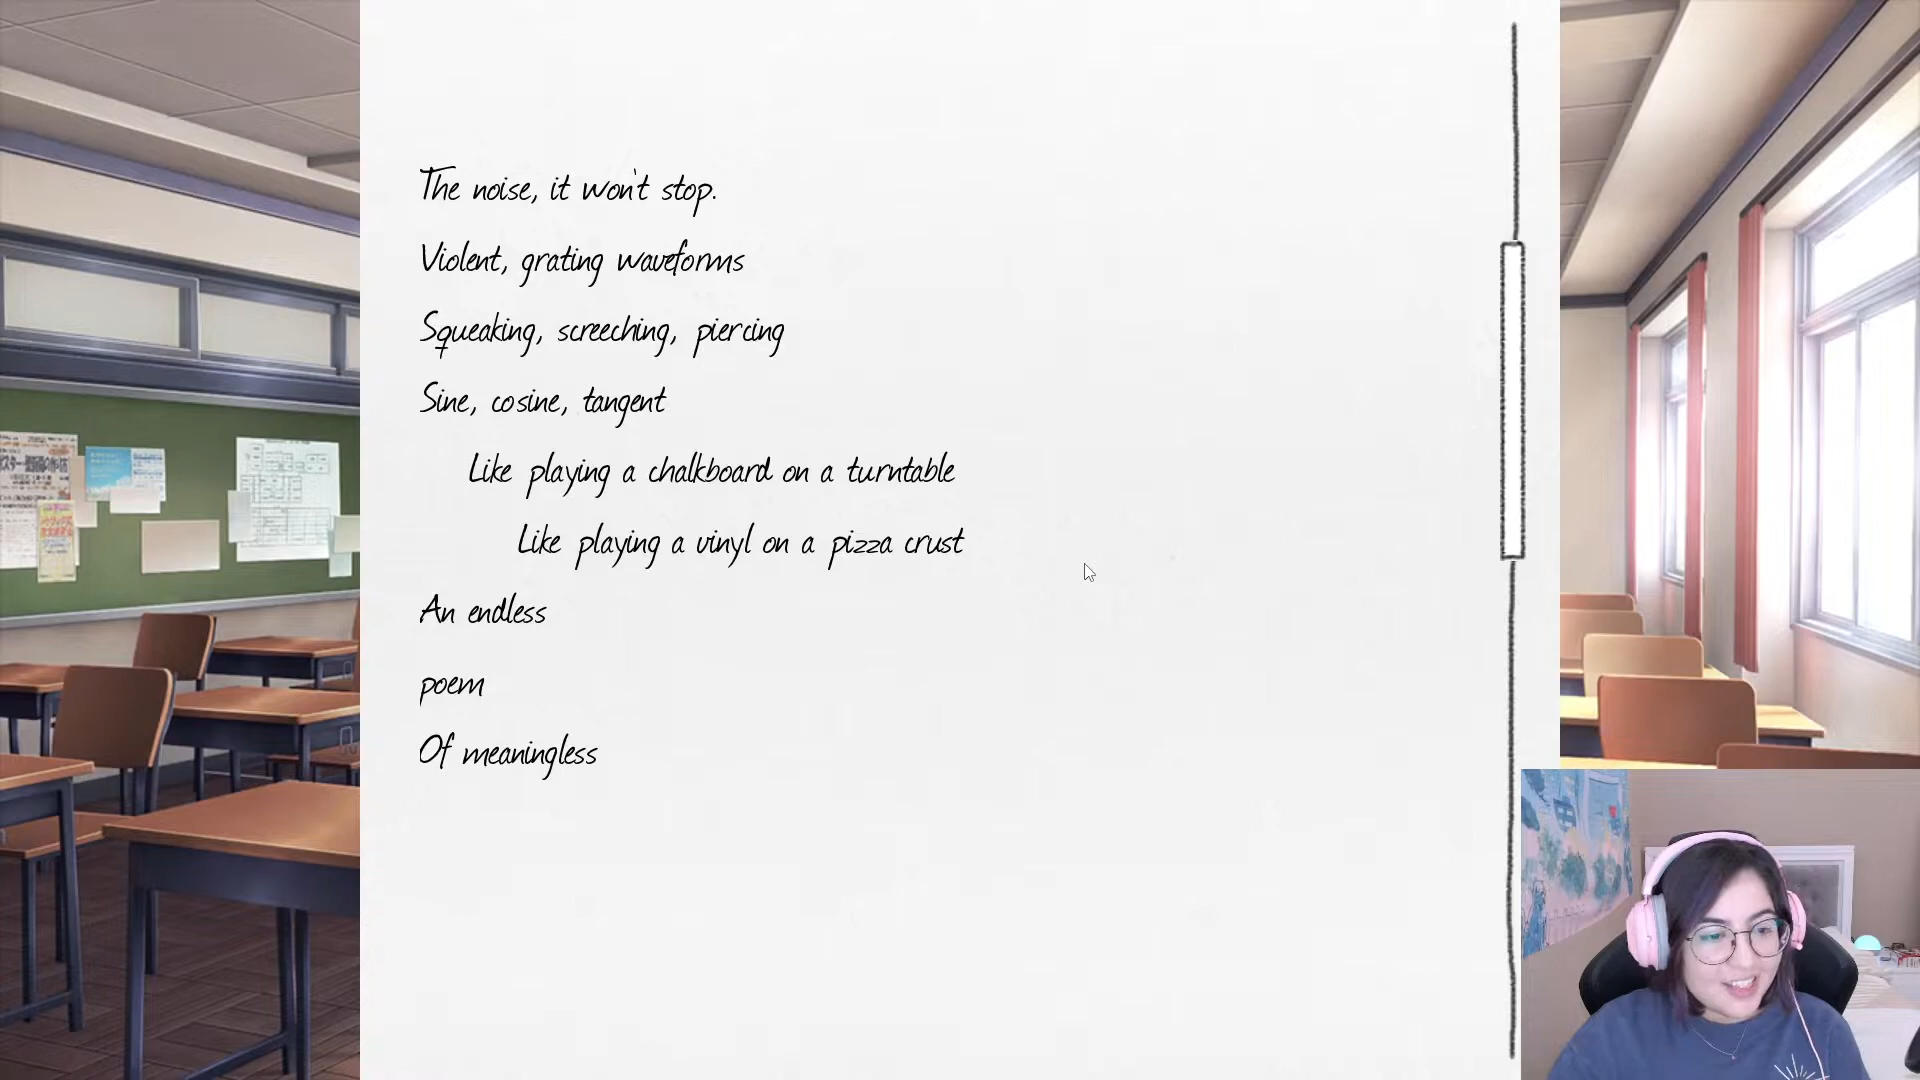 The noise, it won't stop.
Violent, grating waveforms
Squeaking, screeching, piercing
Sine, cosine, tangent
Like playing a chalkboard on a turntable
Like playing a vinyl on a pizza crust
An endless
poem
Of meaningless